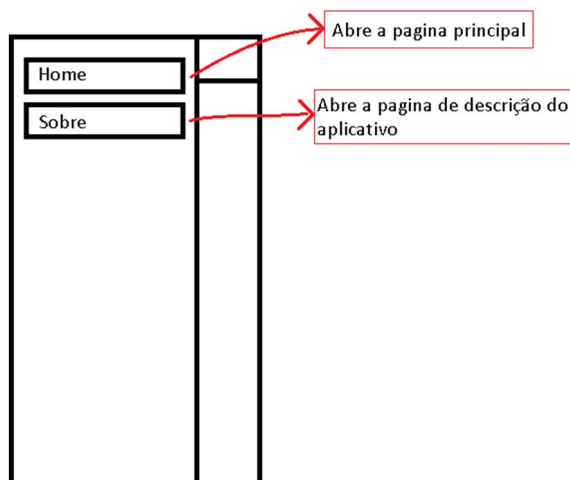 Abre a pagina principal
Home
Abre a pagina de descrição do
aplicativo
Sobre